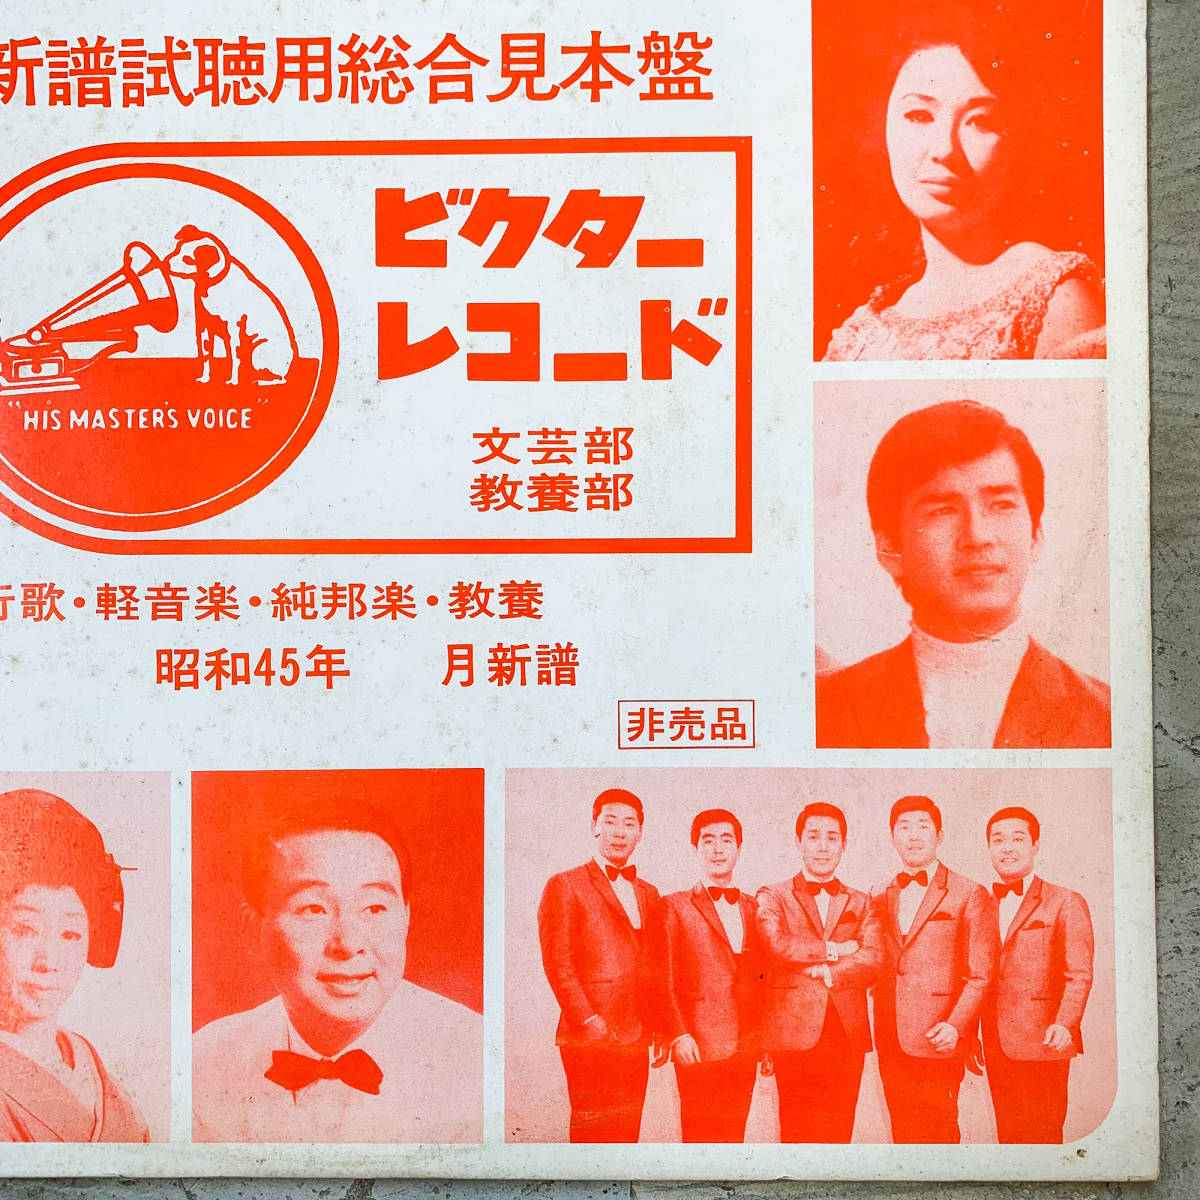 新譜試聴用総合見本盤
ビクター
レコード
"HIS MASTER'S VOICE"
文芸部
教養部
行歌・軽音楽・純邦楽・教養
昭和45年 月新譜
非売品